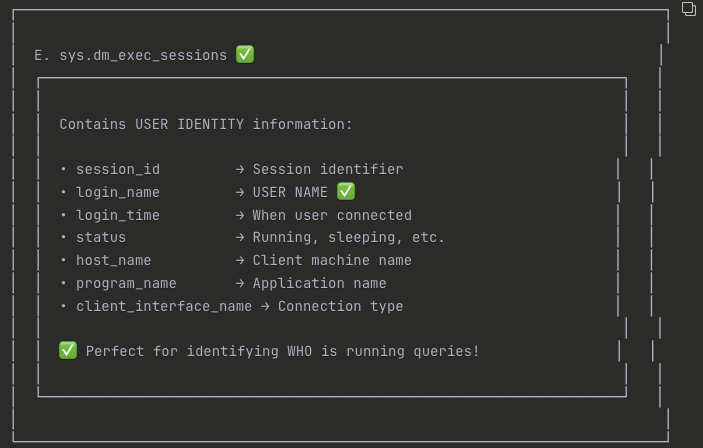 E. sys.dm_exec_sessions ✅
Contains USER IDENTITY information:
• session_id → Session identifier
• login_name → USER NAME ✅
• login_time → When user connected
• status → Running, sleeping, etc.
• host_name → Client machine name
• program_name → Application name
• client_interface_name → Connection type
✅ Perfect for identifying WHO is running queries!